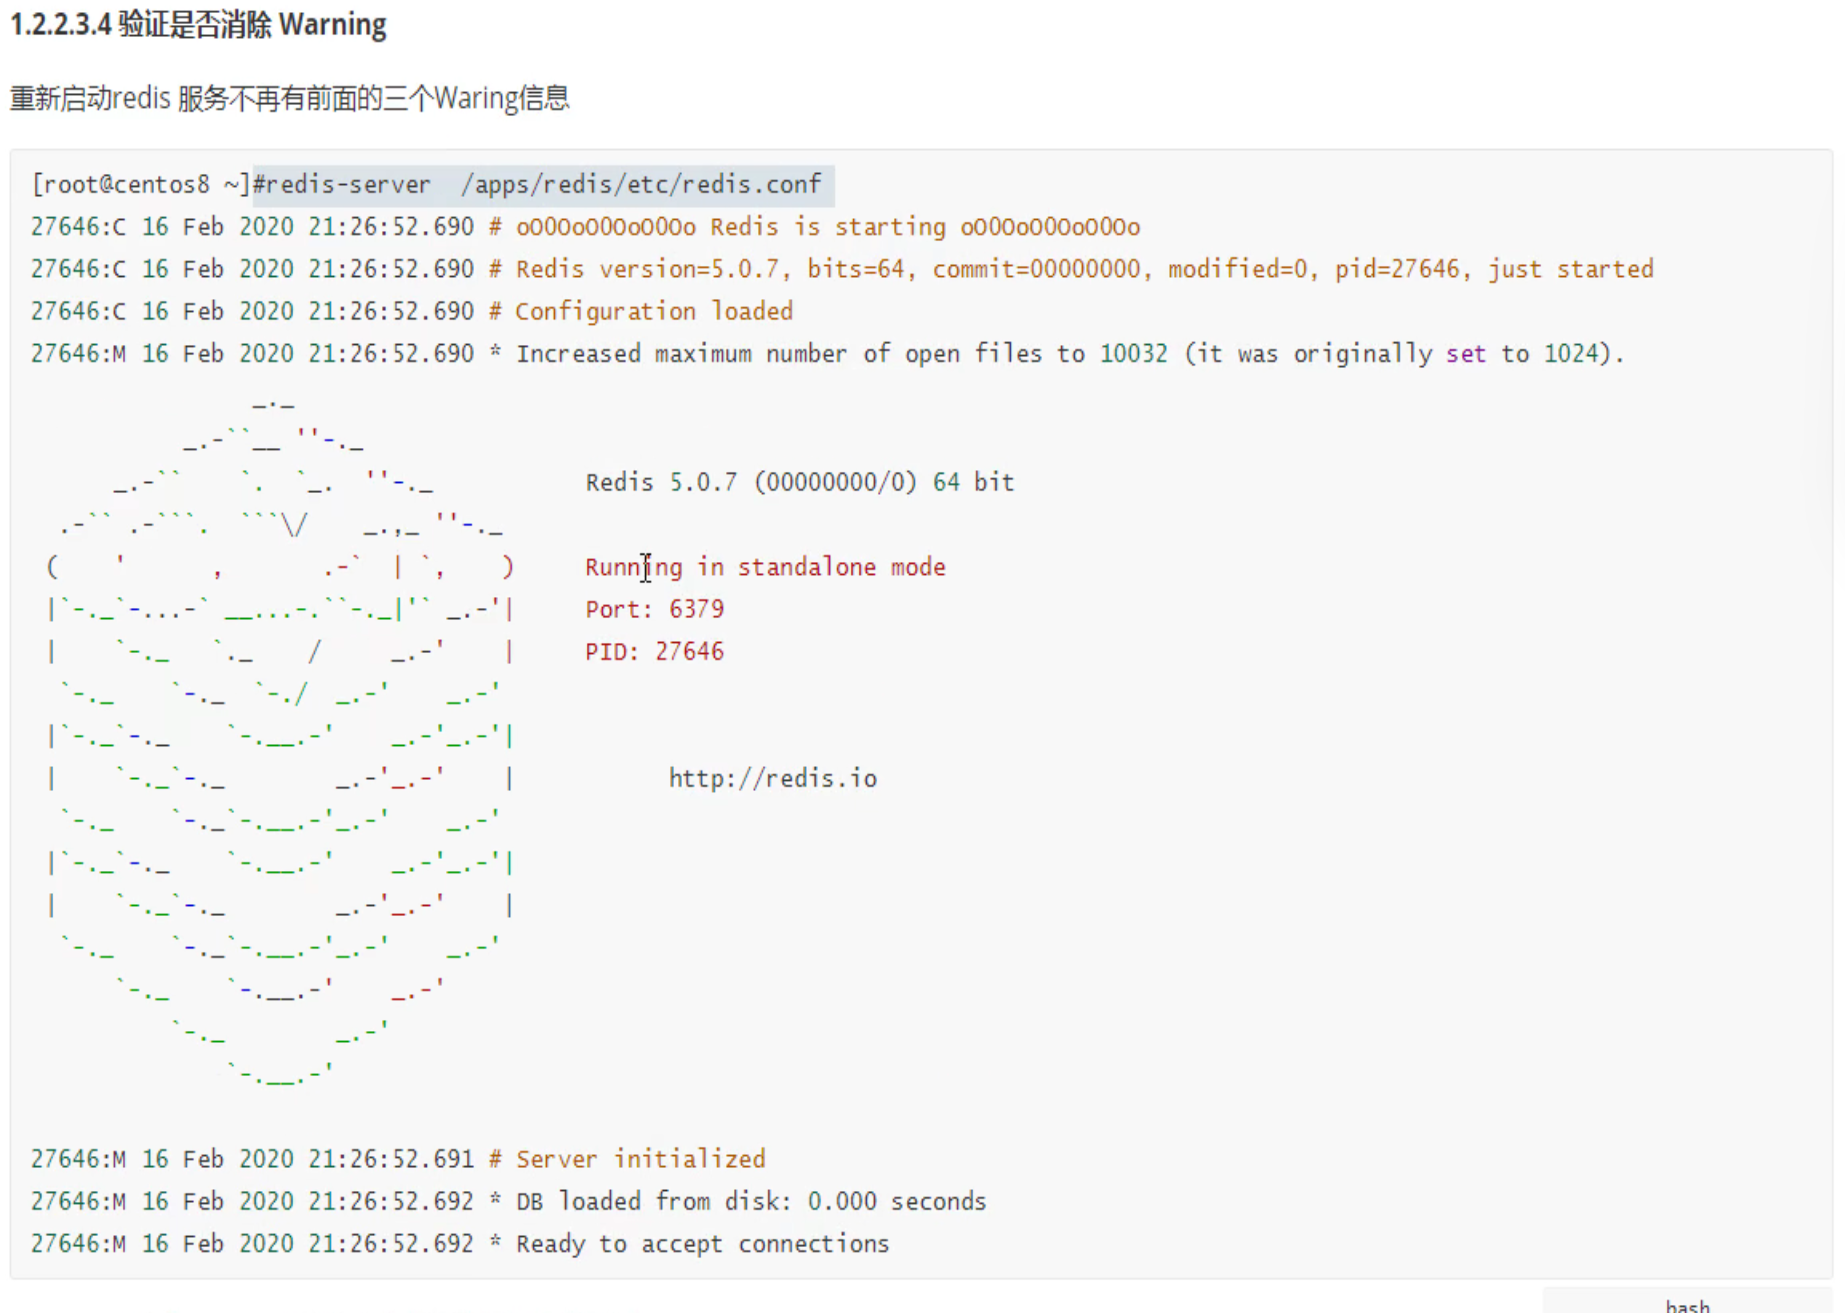 1.2.2.3.4 验证是否消除 Warning
重新启动redis 服务不再有前面的三个Waring信息
[root@centos8 ~]#redis-server  /apps/redis/etc/redis.conf
27646:C 16 Feb 2020 21:26:52.690 # oO0OoO0OoO0Oo Redis is starting oO0OoO0OoO0Oo
27646:C 16 Feb 2020 21:26:52.690 # Redis version=5.0.7, bits=64, commit=00000000, modified=0, pid=27646, just started
27646:C 16 Feb 2020 21:26:52.690 # Configuration loaded
27646:M 16 Feb 2020 21:26:52.690 * Increased maximum number of open files to 10032 (it was originally set to 1024).
Redis 5.0.7 (00000000/0) 64 bit
Running in standalone mode
Port: 6379
PID: 27646
http://redis.io
27646:M 16 Feb 2020 21:26:52.691 # Server initialized
27646:M 16 Feb 2020 21:26:52.692 * DB loaded from disk: 0.000 seconds
27646:M 16 Feb 2020 21:26:52.692 * Ready to accept connections
bash